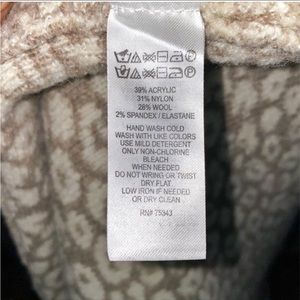 39% ACRYLIC
31% NYLON
28% WOOL
2% SPANDEX / ELASTANE
HAND WASH COLD
WASH WITH LIKE COLORS
USE MILD DETERGENT
ONLY NON-CHLORINE
BLEACH
WHEN NEEDED
DO NOT WRING OR TWIST
DRY FLAT
LOW IRON IF NEEDED
OR DRY CLEAN
RN# 75343